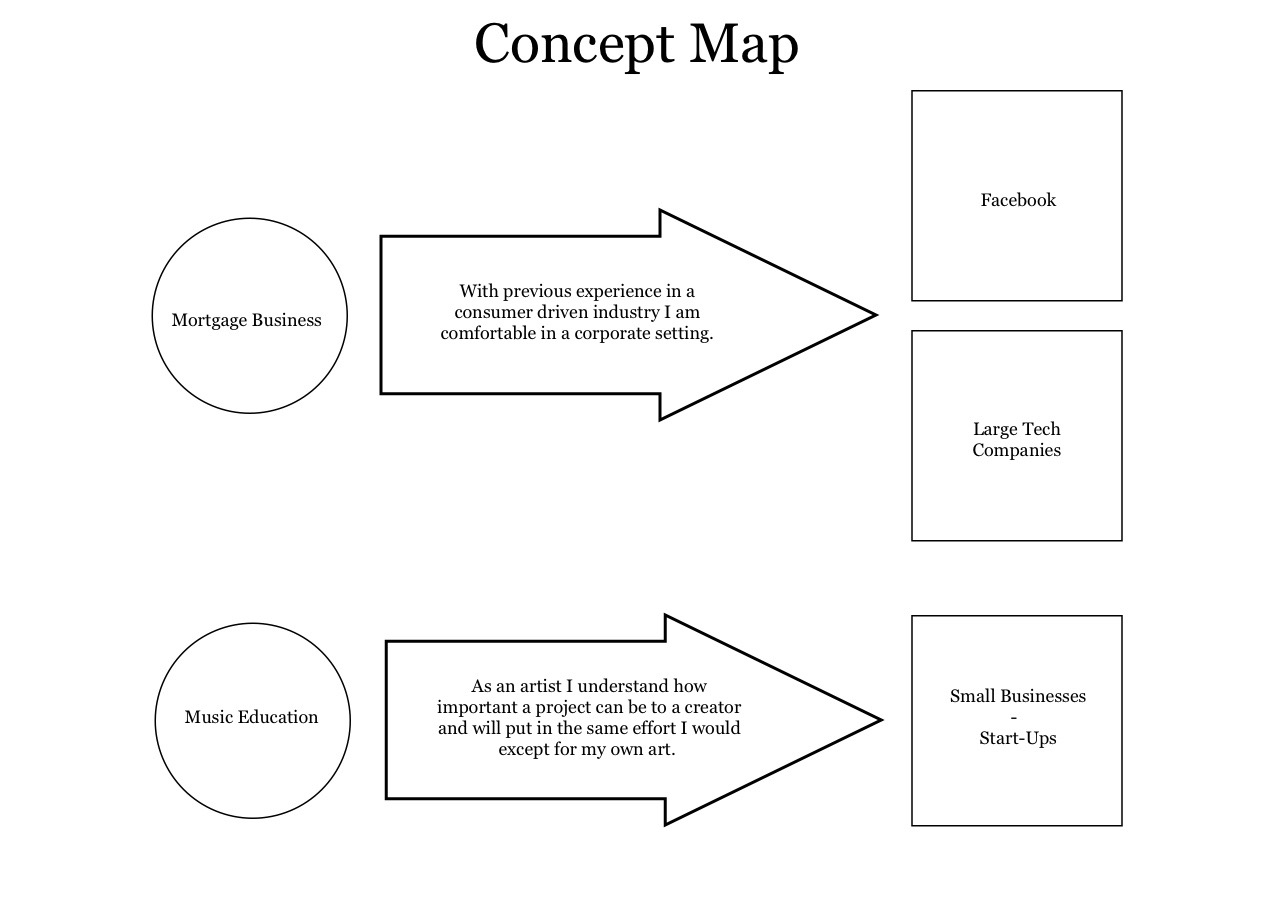 Concept Map
Mortgage Business
With previous experience in a
consumer driven industry I am
comfortable in a corporate setting.
Facebook
Large Tech
Companies
Music Education
As an artist I understand how
important a project can be to a creator
and will put in the same effort I would
except for my own art.
Small Businesses
-
Start-Ups